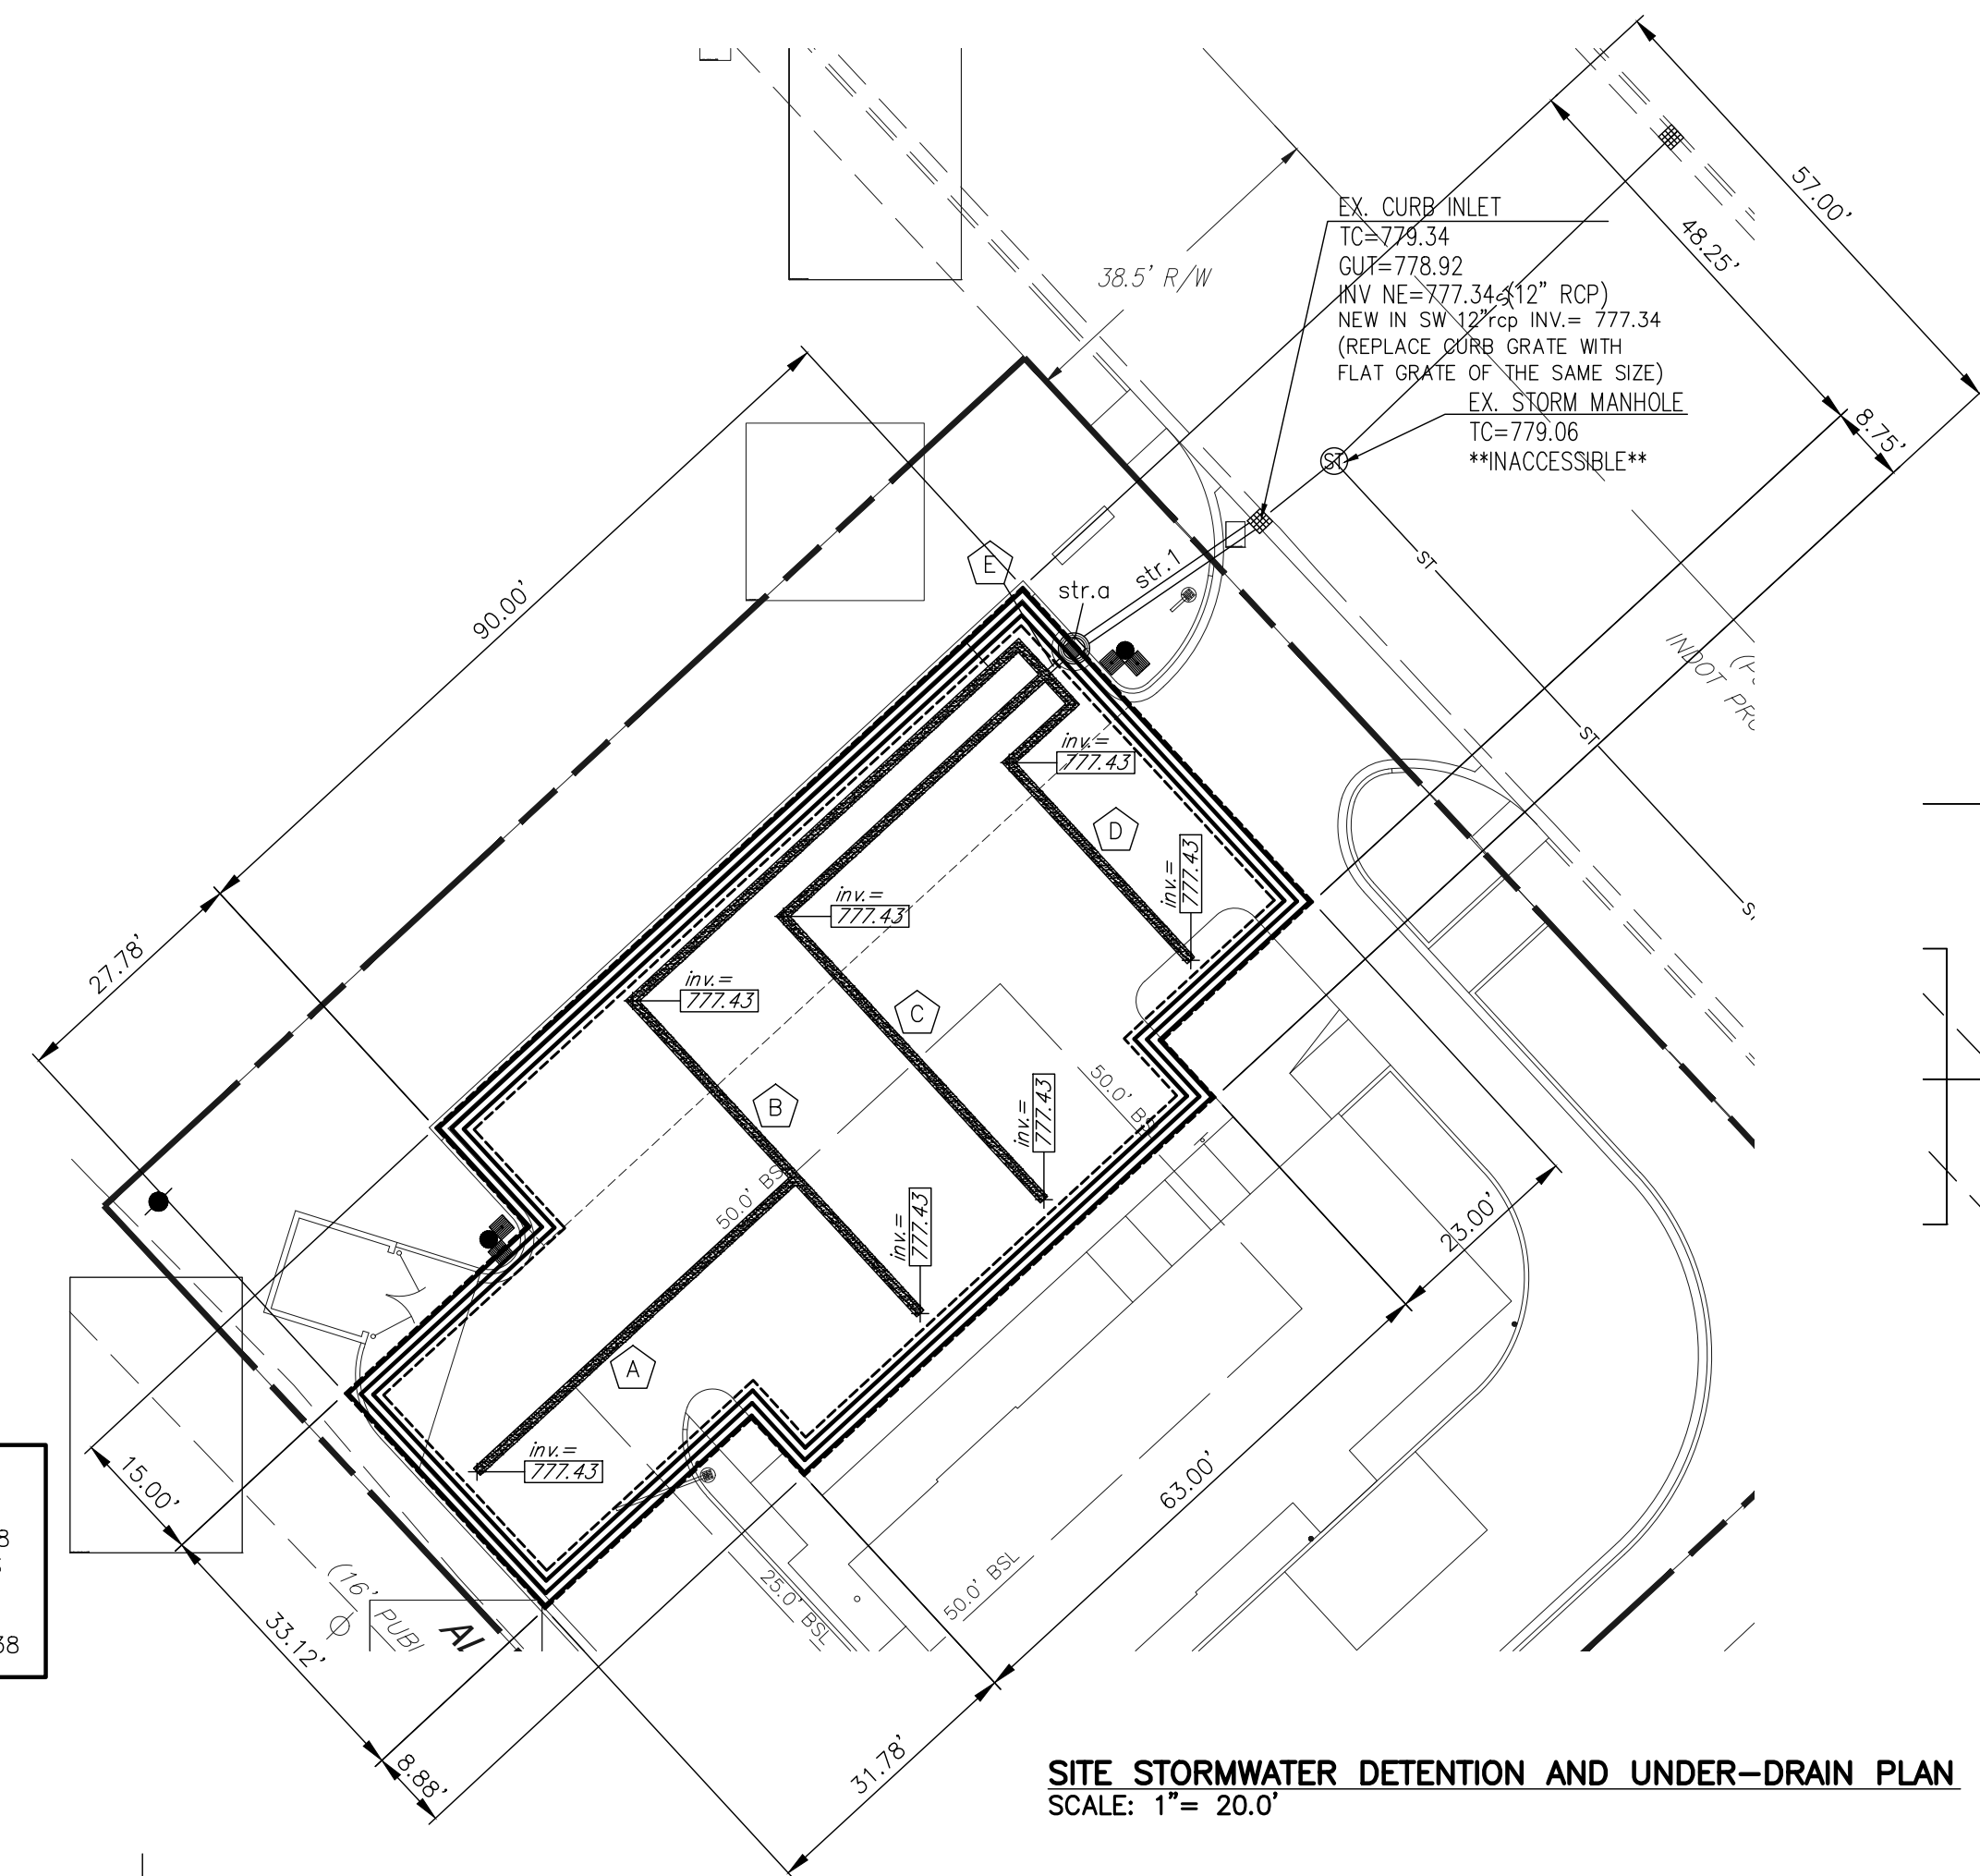 57.00'
48.25'
8.75'
EX. CURB INLET
TC=779.34
GUT=778.92
INV NE=777.34 (12" RCP)
NEW IN SW 12"rcp INV.= 777.34
(REPLACE CURB GRATE WITH
FLAT GRATE OF THE SAME SIZE)
EX. STORM MANHOLE
TC=779.06
**INACCESSIBLE**
38.5' R/W
ST
ST
ST
ST
INDOT
90.00'
27.78'
E
str.a
str.1
inv.=
777.43
D
inv.=
777.43
inv.=
777.43
inv.=
777.43
C
B
50.0' BSL
inv.=
777.43
50.0' BS
inv.=
777.43
A
inv.=
777.43
23.00'
63.00'
15.00'
33.12'
8.88'
31.78'
(16' PUBL
25.0' BSL
50.0' BSL
8
38
SITE STORMWATER DETENTION AND UNDER-DRAIN PLAN
SCALE: 1"= 20.0'